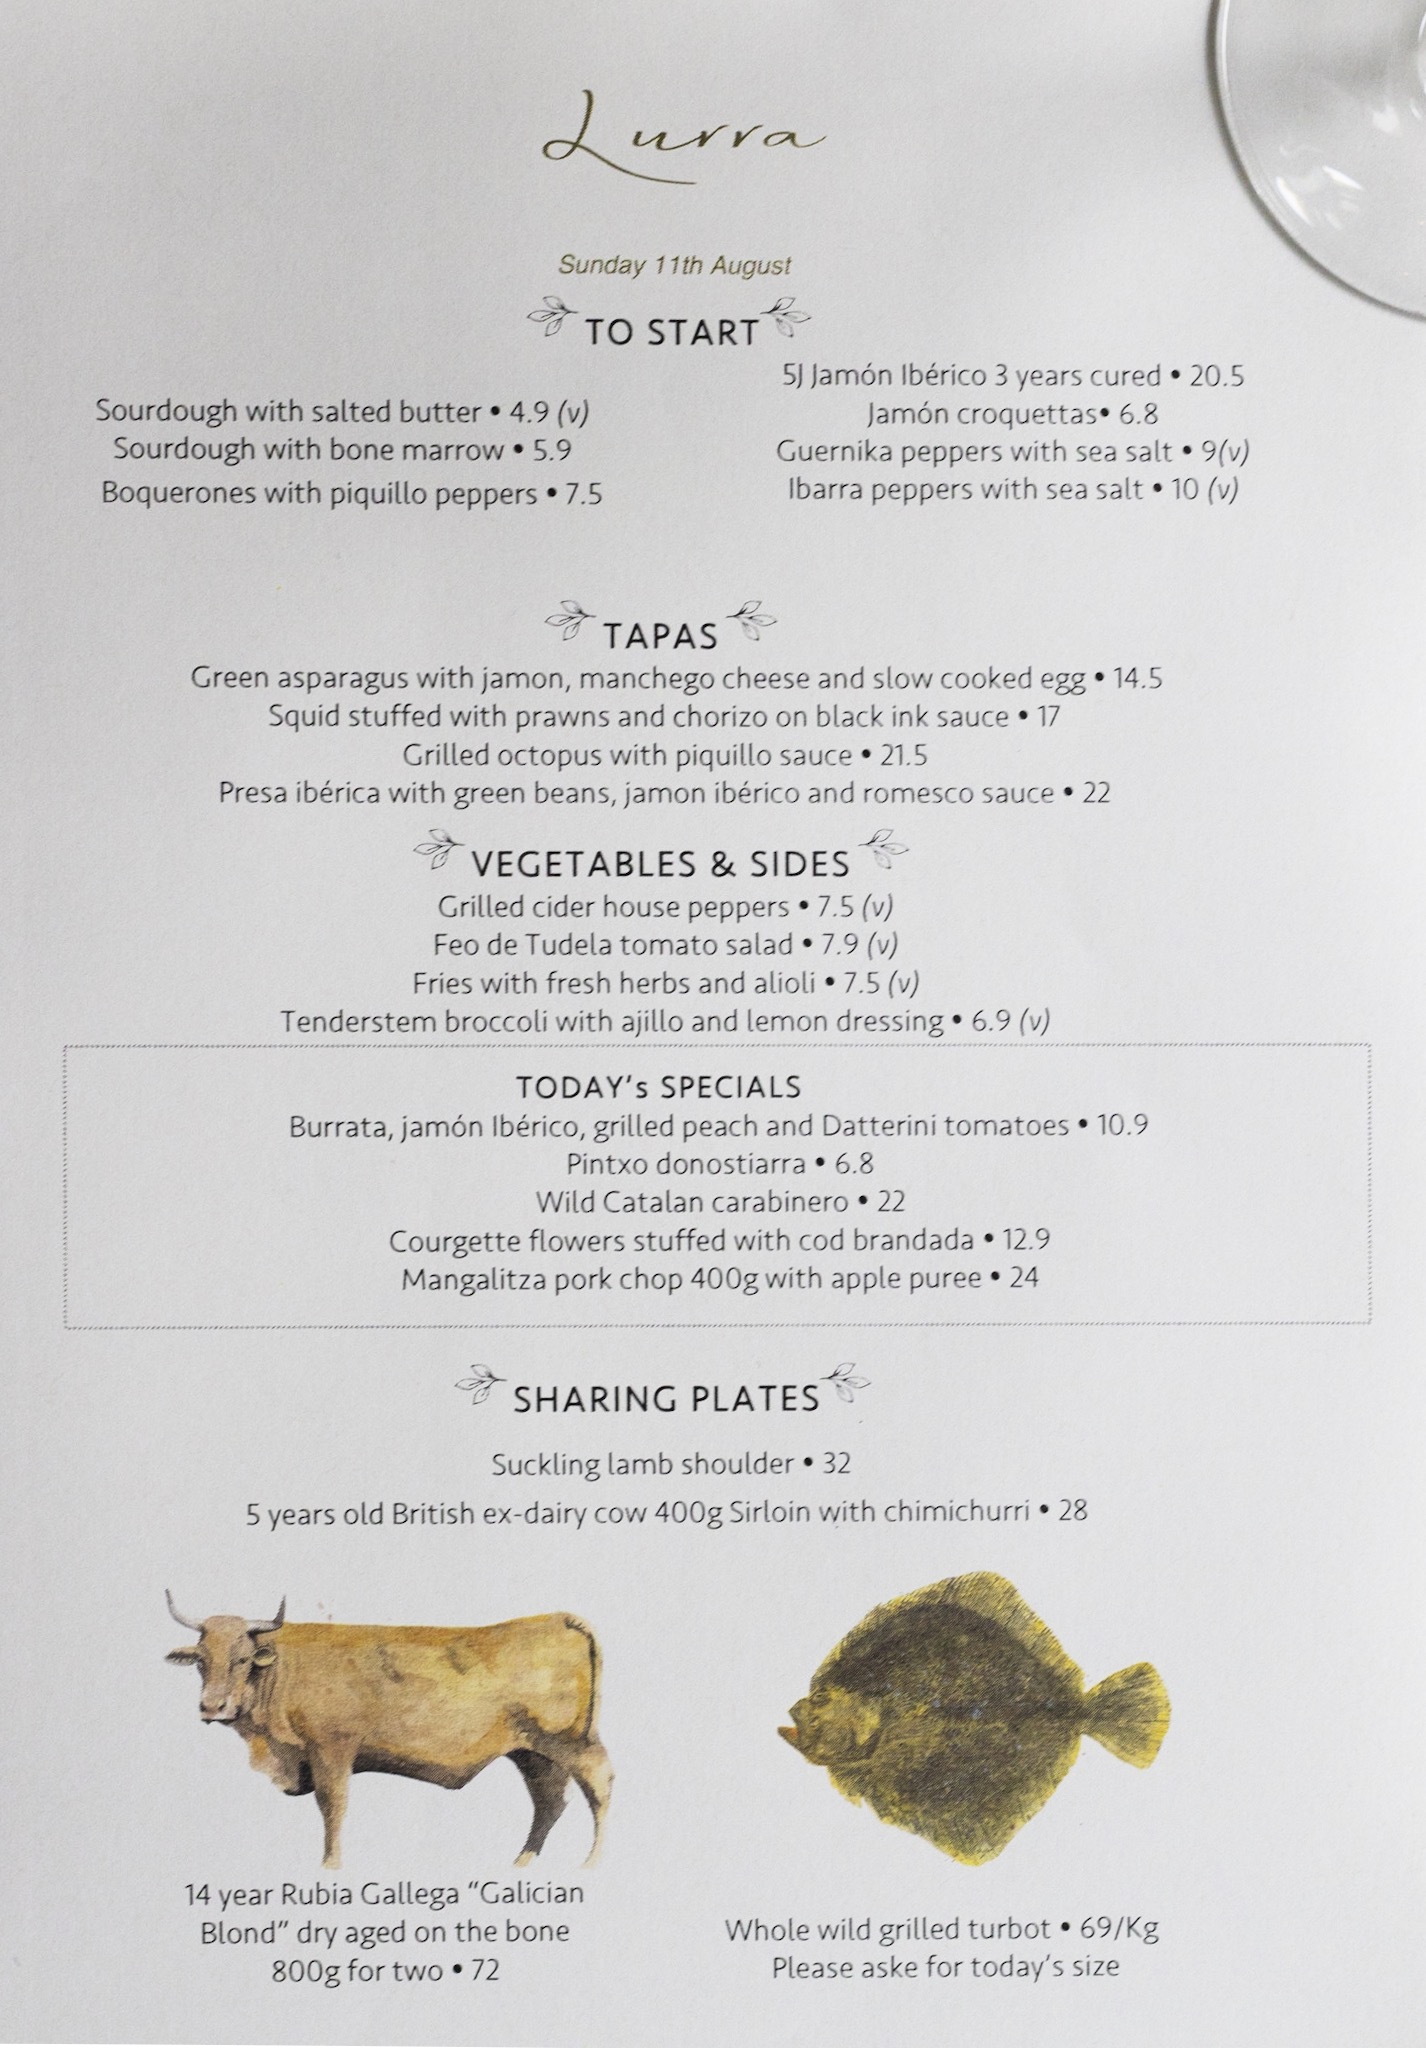 Lurra
Sunday 11th August
TO START
Sourdough with salted butter • 4.9 (v)
Sourdough with bone marrow • 5.9
Boquerones with piquillo peppers • 7.5
5J Jamón Ibérico 3 years cured • 20.5
Jamón croquettas• 6.8
Guernika peppers with sea salt • 9(v)
Ibarra peppers with sea salt • 10 (v)
TAPAS
Green asparagus with jamon, manchego cheese and slow cooked egg • 14.5
Squid stuffed with prawns and chorizo on black ink sauce • 17
Grilled octopus with piquillo sauce • 21.5
Presa ibérica with green beans, jamon ibérico and romesco sauce • 22
VEGETABLES & SIDES
Grilled cider house peppers • 7.5 (v)
Feo de Tudela tomato salad • 7.9 (v)
Fries with fresh herbs and alioli • 7.5 (v)
Tenderstem broccoli with ajillo and lemon dressing • 6.9 (v)
TODAY's SPECIALS
Burrata, jamón Ibérico, grilled peach and Datterini tomatoes • 10.9
Pintxo donostiarra • 6.8
Wild Catalan carabinero • 22
Courgette flowers stuffed with cod brandada • 12.9
Mangalitza pork chop 400g with apple puree • 24
SHARING PLATES
Suckling lamb shoulder • 32
5 years old British ex-dairy cow 400g Sirloin with chimichurri • 28
14 year Rubia Gallega “Galician
Blond” dry aged on the bone
800g for two • 72
Whole wild grilled turbot • 69/Kg
Please aske for today's size